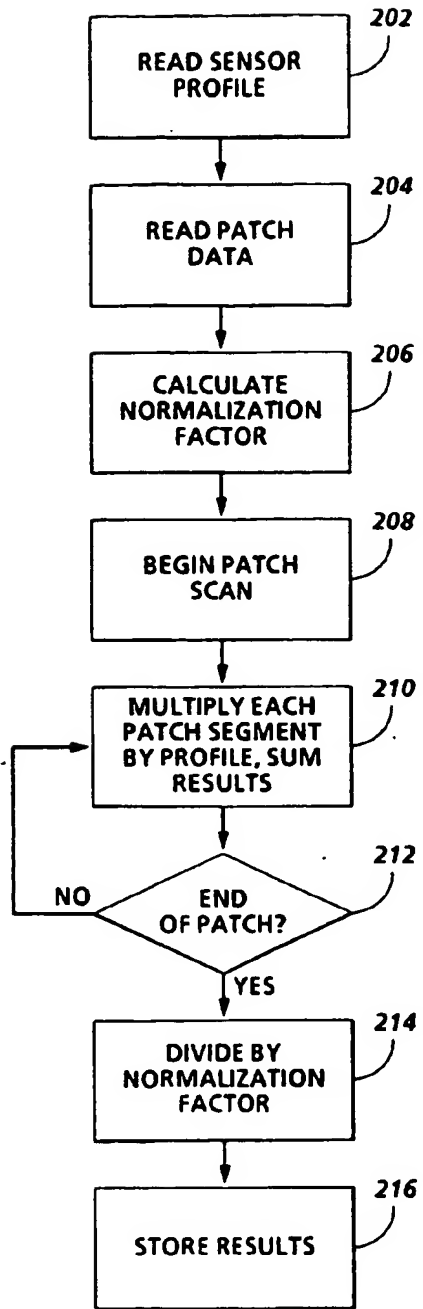 202
READ SENSOR
PROFILE
204
READ PATCH
DATA
206
CALCULATE
NORMALIZATION
FACTOR
208
BEGIN PATCH
SCAN
210
MULTIPLY EACH
PATCH SEGMENT
BY PROFILE, SUM
RESULTS
212
NO
END
OF PATCH?
YES
214
DIVIDE BY
NORMALIZATION
FACTOR
216
STORE RESULTS